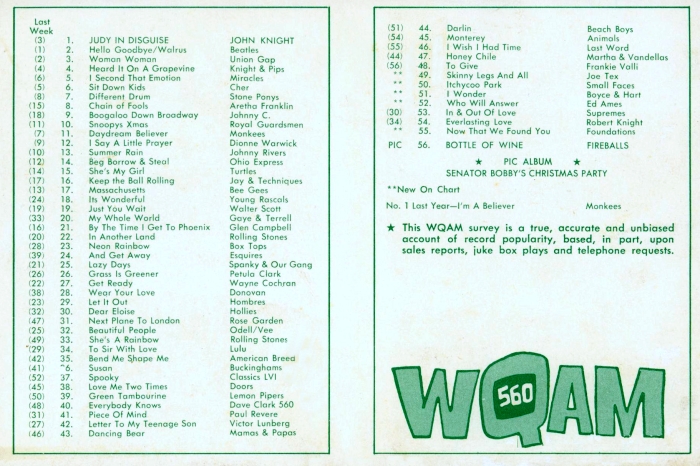 Last
Week
(3) 1. JUDY IN DISGUISE JOHN KNIGHT
(1) 2. Hello Goodbye/Walrus Beatles
(2) 3. Woman Woman Union Gap
(4) 4. Heard It On A Grapevine Knight & Pips
(6) 5. I Second That Emotion Miracles
(5) 6. Sit Down Kids Cher
(8) 7. Different Drum Stone Ponys
(15) 8. Chain of Fools Aretha Franklin
(18) 9. Boogaloo Down Broadway Johnny C.
(11) 10. Snoopys Xmas Royal Guardsmen
(7) 11. Daydream Believer Monkees
(9) 12. I Say A Little Prayer Dionne Warwick
(10) 13. Summer Rain Johnny Rivers
(12) 14. Beg Borrow & Steal Ohio Express
(14) 15. She's My Girl Turtles
(17) 16. Keep the Ball Rolling Jay & Techniques
(13) 17. Massachusetts Bee Gees
(24) 18. Its Wonderful Young Rascals
(19) 19. Just You Wait Walter Scott
(33) 20. My Whole World Gaye & Terrell
(16) 21. By The Time I Get To Phoenix Glen Campbell
(20) 22. In Another Land Rolling Stones
(28) 23. Neon Rainbow Box Tops
(39) 24. And Get Away Esquires
(21) 25. Lazy Days Spanky & Our Gang
(26) 26. Grass Is Greener Petula Clark
(22) 27. Get Ready Wayne Cochran
(38) 28. Wear Your Love Donovan
(23) 29. Let It Out Hombres
(32) 30. Dear Eloise Hollies
(47) 31. Next Plane To London Rose Garden
(25) 32. Beautiful People Odell/Vee
(49) 33. She's A Rainbow Rolling Stones
(29) 34. To Sir With Love Lulu
(42) 35. Bend Me Shape Me American Breed
(41) 6. Susan Buckinghams
(52) 37. Spooky Classics LVI
(45) 38. Love Me Two Times Doors
(50) 39. Green Tambourine Lemon Pipers
(48) 40. Everybody Knows Dave Clark 560
(31) 41. Piece Of Mind Paul Revere
(27) 42. Letter To My Teenage Son Victor Lunberg
(46) 43. Dancing Bear Mamas & Papas
(51) 44. Darlin Beach Boys
(54) 45. Monterey Animals
(55) 46. I Wish I Had Time Last Word
(44) 47. Honey Chile Martha & Vandellas
(56) 48. To Give Frankie Valli
** 49. Skinny Legs And All Joe Tex
** 50. Itchycoo Park Small Faces
** 51. I Wonder Boyce & Hart
** 52. Who Will Answer Ed Ames
(30) 53. In & Out Of Love Supremes
(34) 54. Everlasting Love Robert Knight
** 55. Now That We Found You Foundations
PIC 56. BOTTLE OF WINE FIREBALLS
★ PIC ALBUM ★
SENATOR BOBBY'S CHRISTMAS PARTY
**New On Chart
No. 1 Last Year—I'm A Believer Monkees
★ This WQAM survey is a true, accurate and unbiased
account of record popularity, based, in part, upon
sales reports, juke box plays and telephone requests.
WQAM
560